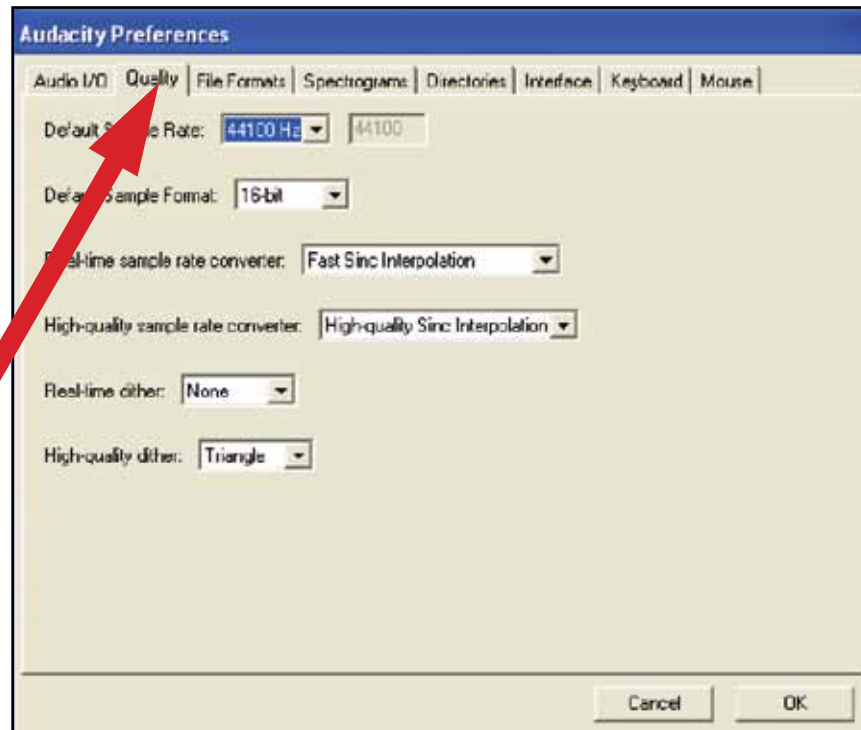 Audacity Preferences
Audio I/O Quality File Formats Spectrograms Directories Interface Keyboard Mouse
Default Rate: 44100 Hz 44100
Sample Format: 16-bit
sample rate converter: Fast Sinc Interpolation
High-quality sample rate converter: High-quality Sinc Interpolation
Real-time dither: None
High-quality dither: Triangle
Cancel OK